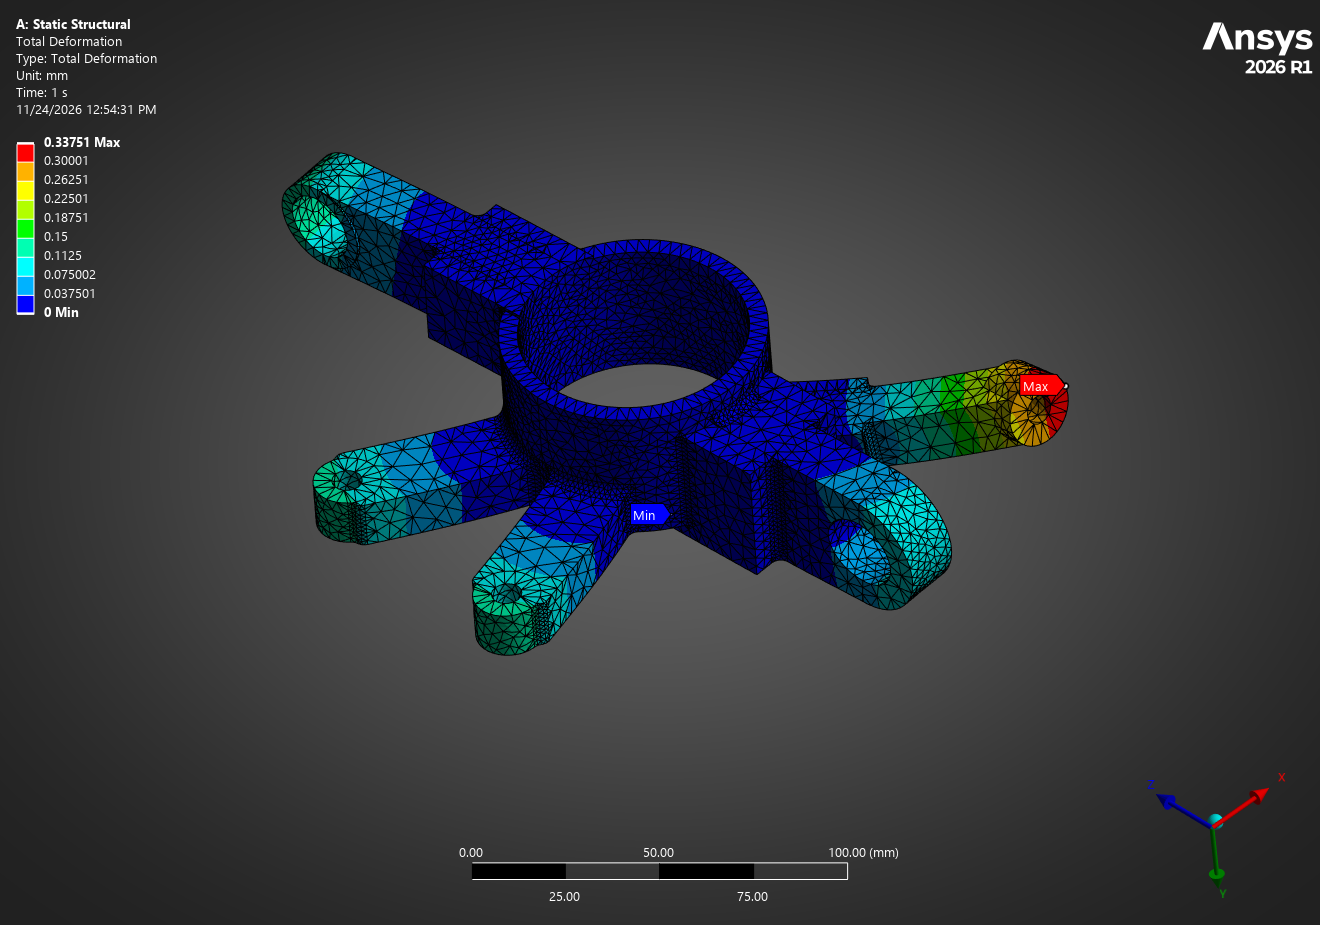 A: Static Structural
Total Deformation
Type: Total Deformation
Unit: mm
Time: 1 s
11/24/2026 12:54:31 PM
Ansys
2026 R1
0.33751 Max
0.30001
0.26251
0.22501
0.18751
0.15
0.1125
0.075002
0.037501
0 Min
Max
Min
X
Z
Y
0.00 50.00 100.00 (mm)
25.00 75.00